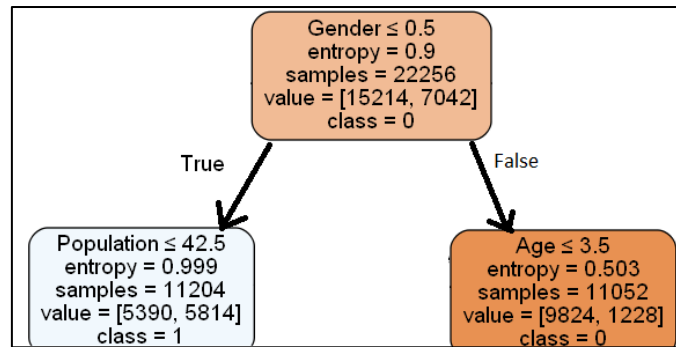 Gender ≤ 0.5
entropy = 0.9
samples = 22256
value = [15214, 7042]
class = 0
True
False
Population ≤ 42.5
entropy = 0.999
samples = 11204
value = [5390, 5814]
class = 1
Age ≤ 3.5
entropy = 0.503
samples = 11052
value = [9824, 1228]
class = 0